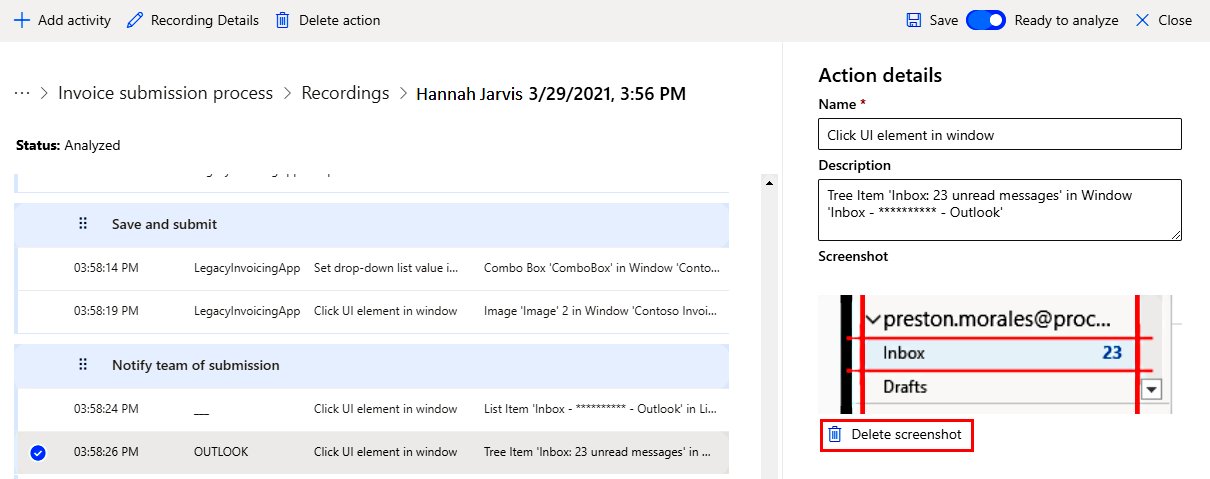 Add activity Recording Details Delete action Save Ready to analyze Close
··· > Invoice submission process > Recordings > Hannah Jarvis 3/29/2021, 3:56 PM
Status: Analyzed
Save and submit
03:58:14 PM LegacyInvoicingApp Set drop-down list value i... Combo Box 'ComboBox' in Window 'Conto...
03:58:19 PM LegacyInvoicingApp Click UI element in window Image 'Image' 2 in Window 'Contoso Invoi...
Notify team of submission
03:58:24 PM ___ Click UI element in window List Item 'Inbox - ********** - Outlook' in Li...
03:58:26 PM OUTLOOK Click UI element in window Tree Item 'Inbox: 23 unread messages' in ...
Action details
Name *
Click UI element in window
Description
Tree Item 'Inbox: 23 unread messages' in Window
'Inbox - ********** - Outlook'
Screenshot
preston.morales@proc...
Inbox 23
Drafts
Delete screenshot